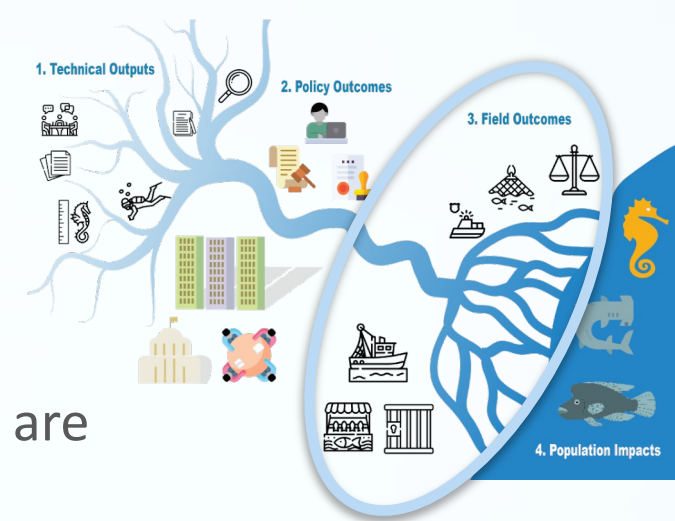 1. Technical Outputs
2. Policy Outcomes
3. Field Outcomes
are
4. Population Impacts